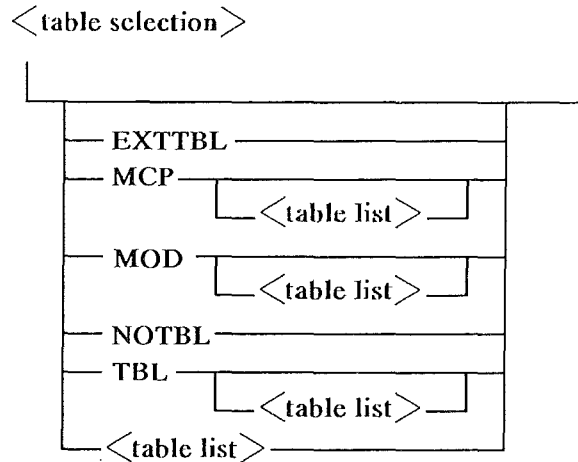 <table selection>
EXTTBL
MCP
<table list>
MOD
<table list>
NOTBL
TBL
<table list>
<table list>